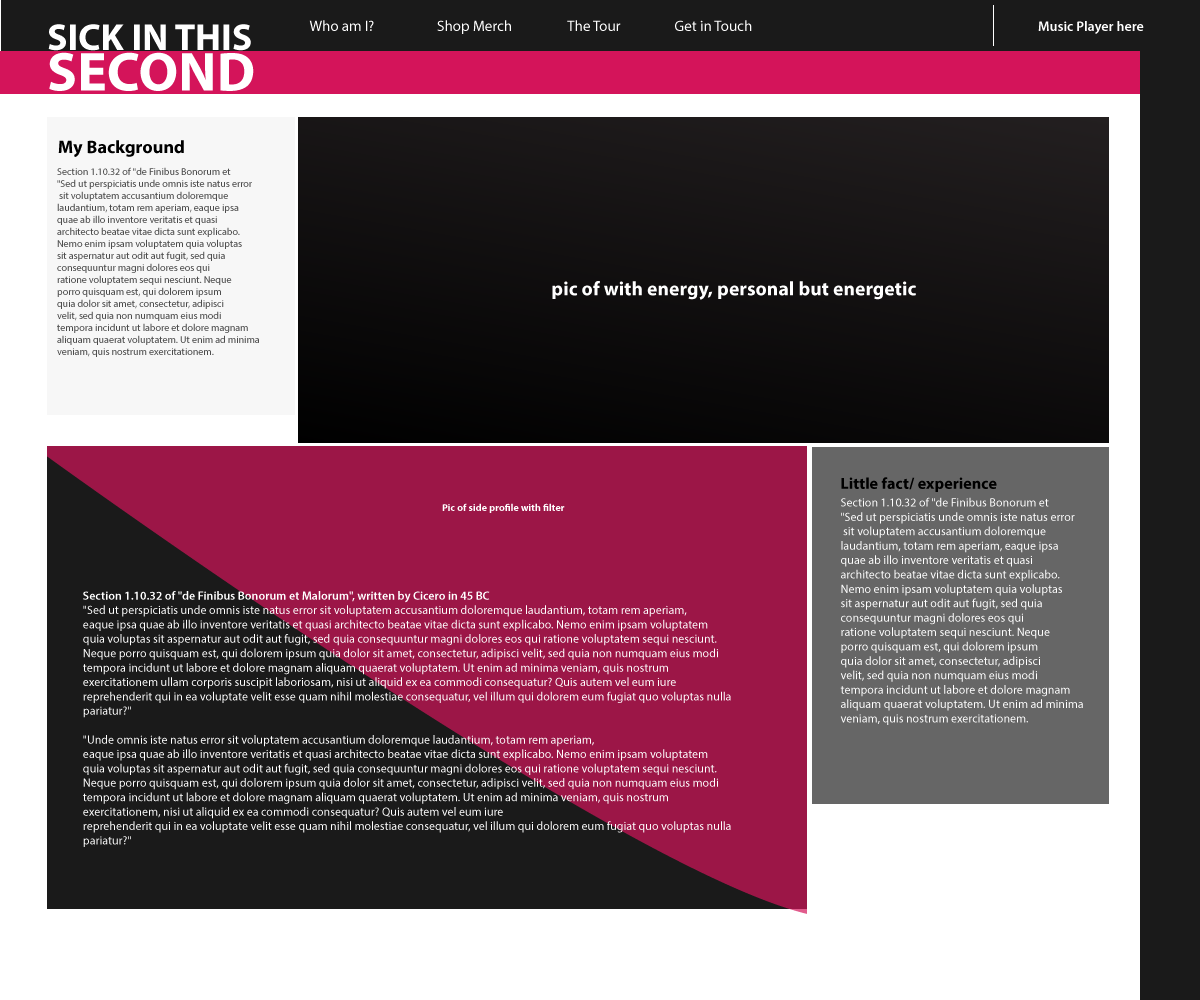 SICK IN THIS
SECOND
Who am I?
Shop Merch
The Tour
Get in Touch
Music Player here
My Background
Section 1.10.32 of "de Finibus Bonorum et
"Sed ut perspiciatis unde omnis iste natus error
sit voluptatem accusantium doloremque
laudantium, totam rem aperiam, eaque ipsa
quae ab illo inventore veritatis et quasi
architecto beatae vitae dicta sunt explicabo.
Nemo enim ipsam voluptatem quia voluptas
sit aspernatur aut odit aut fugit, sed quia
consequuntur magni dolores eos qui
ratione voluptatem sequi nesciunt. Neque
porro quisquam est, qui dolorem ipsum
quia dolor sit amet, consectetur, adipisci
velit, sed quia non numquam eius modi
tempora incidunt ut labore et dolore magnam
aliquam quaerat voluptatem. Ut enim ad minima
veniam, quis nostrum exercitationem.
pic of with energy, personal but energetic
Pic of side profile with filter
Section 1.10.32 of "de Finibus Bonorum et Malorum", written by Cicero in 45 BC
"Sed ut perspiciatis unde omnis iste natus error sit voluptatem accusantium doloremque laudantium, totam rem aperiam,
eaque ipsa quae ab illo inventore veritatis et quasi architecto beatae vitae dicta sunt explicabo. Nemo enim ipsam voluptatem
quia voluptas sit aspernatur aut odit aut fugit, sed quia consequuntur magni dolores eos qui ratione voluptatem sequi nesciunt.
Neque porro quisquam est, qui dolorem ipsum quia dolor sit amet, consectetur, adipisci velit, sed quia non numquam eius modi
tempora incidunt ut labore et dolore magnam aliquam quaerat voluptatem. Ut enim ad minima veniam, quis nostrum
exercitationem ullam corporis suscipit laboriosam, nisi ut aliquid ex ea commodi consequatur? Quis autem vel eum iure
reprehenderit qui in ea voluptate velit esse quam nihil molestiae consequatur, vel illum qui dolorem eum fugiat quo voluptas nulla
pariatur?"
"Unde omnis iste natus error sit voluptatem accusantium doloremque laudantium, totam rem aperiam,
eaque ipsa quae ab illo inventore veritatis et quasi architecto beatae vitae dicta sunt explicabo. Nemo enim ipsam voluptatem
quia voluptas sit aspernatur aut odit aut fugit, sed quia consequuntur magni dolores eos qui ratione voluptatem sequi nesciunt.
Neque porro quisquam est, qui dolorem ipsum quia dolor sit amet, consectetur, adipisci velit, sed quia non numquam eius modi
tempora incidunt ut labore et dolore magnam aliquam quaerat voluptatem. Ut enim ad minima veniam, quis nostrum
exercitationem, nisi ut aliquid ex ea commodi consequatur? Quis autem vel eum iure
reprehenderit qui in ea voluptate velit esse quam nihil molestiae consequatur, vel illum qui dolorem eum fugiat quo voluptas nulla
pariatur?"
Little fact/ experience
Section 1.10.32 of "de Finibus Bonorum et
"Sed ut perspiciatis unde omnis iste natus error
sit voluptatem accusantium doloremque
laudantium, totam rem aperiam, eaque ipsa
quae ab illo inventore veritatis et quasi
architecto beatae vitae dicta sunt explicabo.
Nemo enim ipsam voluptatem quia voluptas
sit aspernatur aut odit aut fugit, sed quia
consequuntur magni dolores eos qui
ratione voluptatem sequi nesciunt. Neque
porro quisquam est, qui dolorem ipsum
quia dolor sit amet, consectetur, adipisci
velit, sed quia non numquam eius modi
tempora incidunt ut labore et dolore magnam
aliquam quaerat voluptatem. Ut enim ad minima
veniam, quis nostrum exercitationem.